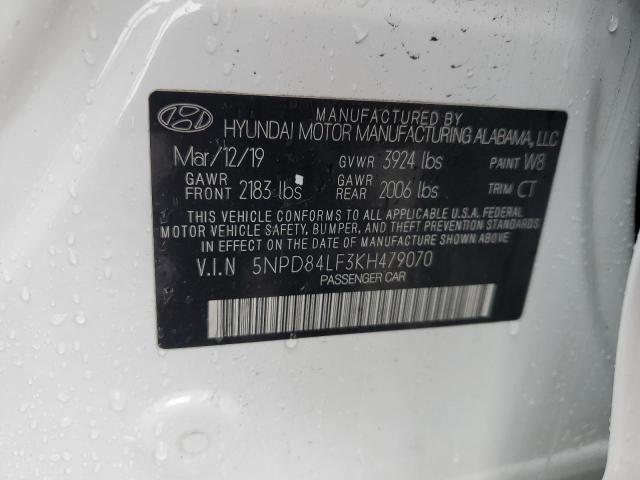 MANUFACTURED BY
HYUNDAI MOTOR MANUFACTURING ALABAMA, LLC
Mar/12/19 GVWR 3924 lbs PAINT W8
GAWR FRONT 2183 lbs GAWR REAR 2006 lbs TRIM CT
THIS VEHICLE CONFORMS TO ALL APPLICABLE U.S.A. FEDERAL
MOTOR VEHICLE SAFETY, BUMPER, AND THEFT PREVENTION STANDARDS
IN EFFECT ON THE DATE OF MANUFACTURE SHOWN ABOVE.
V.I.N 5NPD84LF3KH479070
PASSENGER CAR